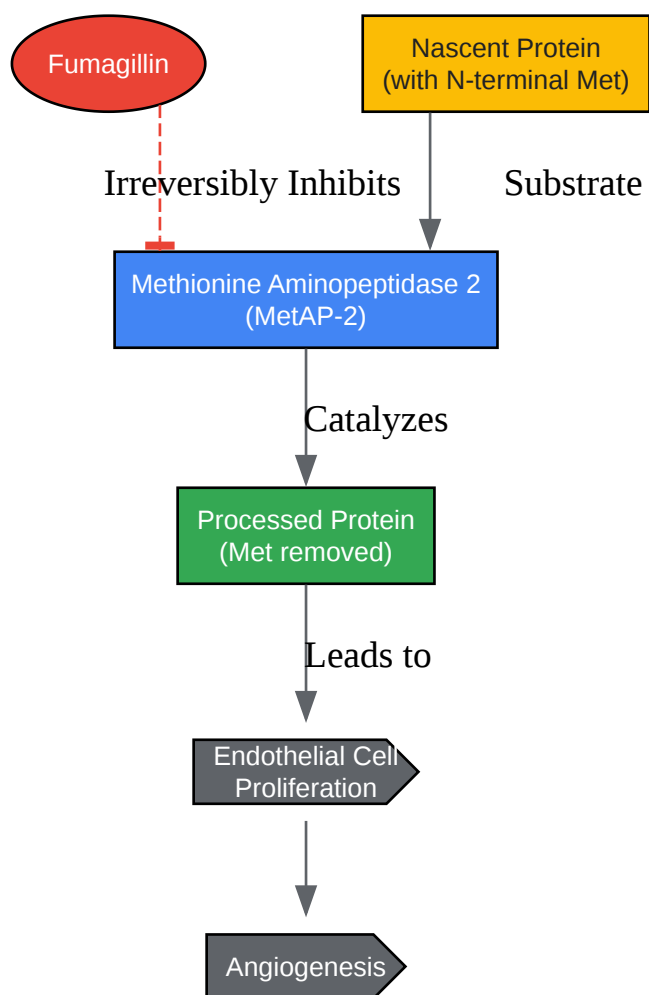 Fumagillin
Nascent Protein
(with N-terminal Met)
Irreversibly Inhibits
Substrate
Methionine Aminopeptidase 2
(MetAP-2)
Catalyzes
Processed Protein
(Met removed)
Leads to
Endothelial Cell
Proliferation
Angiogenesis